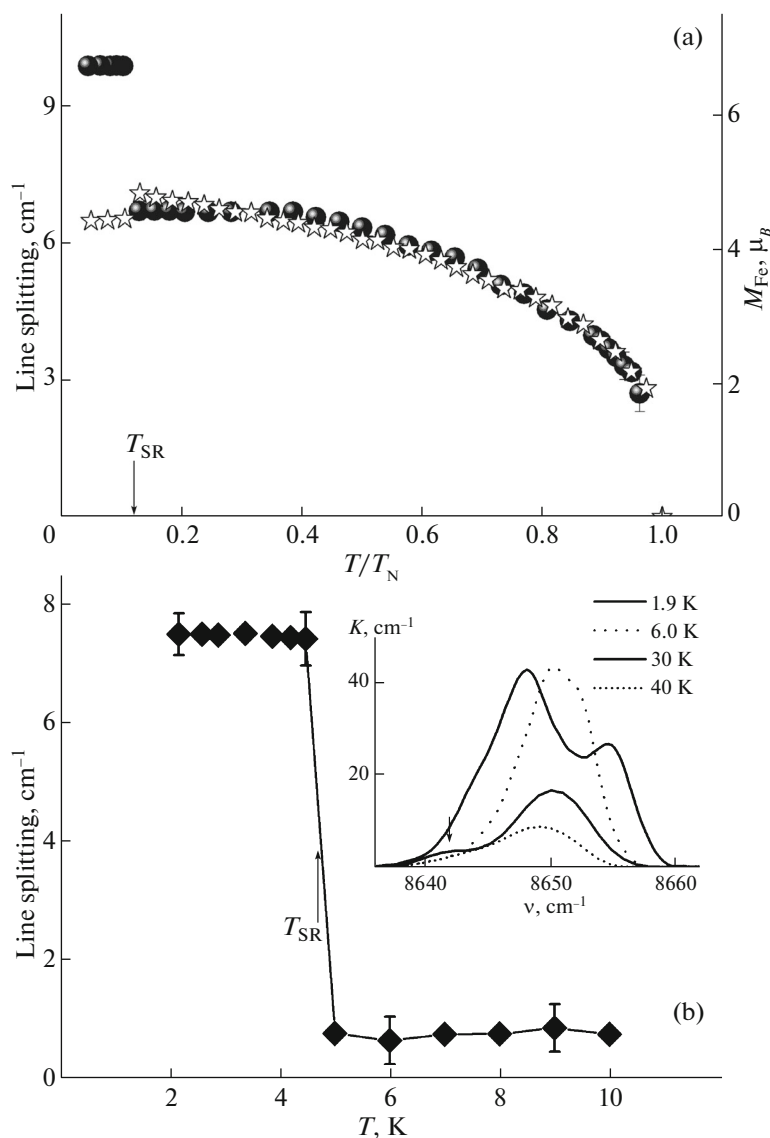 (a)
9
6
3
0
Line splitting, cm⁻¹
6
4
2
0
M_Fe, μ_B
T_SR
0.2 0.4 0.6 0.8 1.0
T/T_N
8
6
4
2
0
Line splitting, cm⁻¹
K, cm⁻¹
40
20
1.9 K
6.0 K
30 K
40 K
8640 8650 8660
ν, cm⁻¹
T_SR
(b)
2 4 6 8 10
T, K